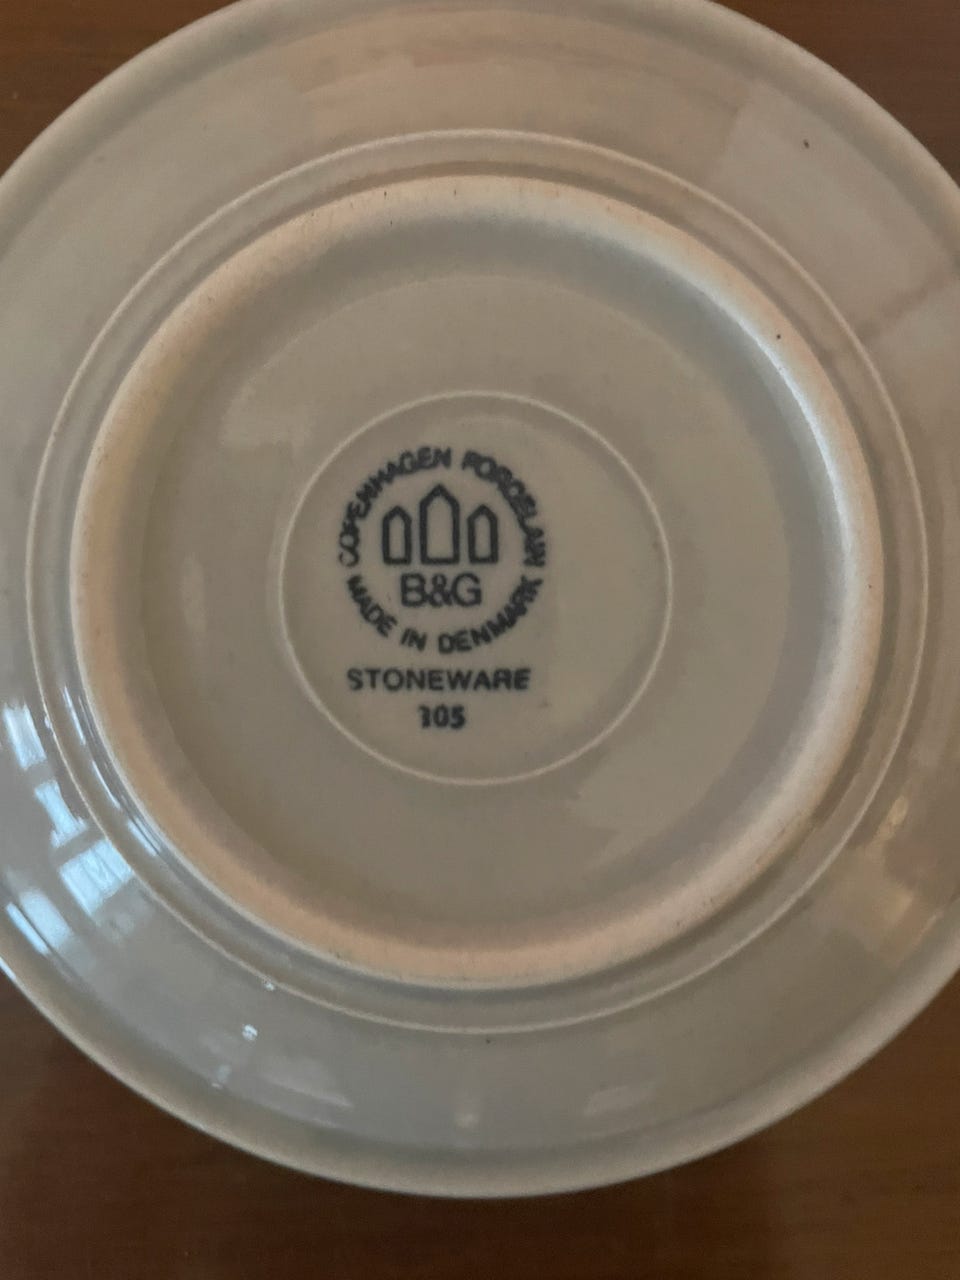 COPENHAGEN PORCELAIN
B&G
MADE IN DENMARK
STONEWARE
305